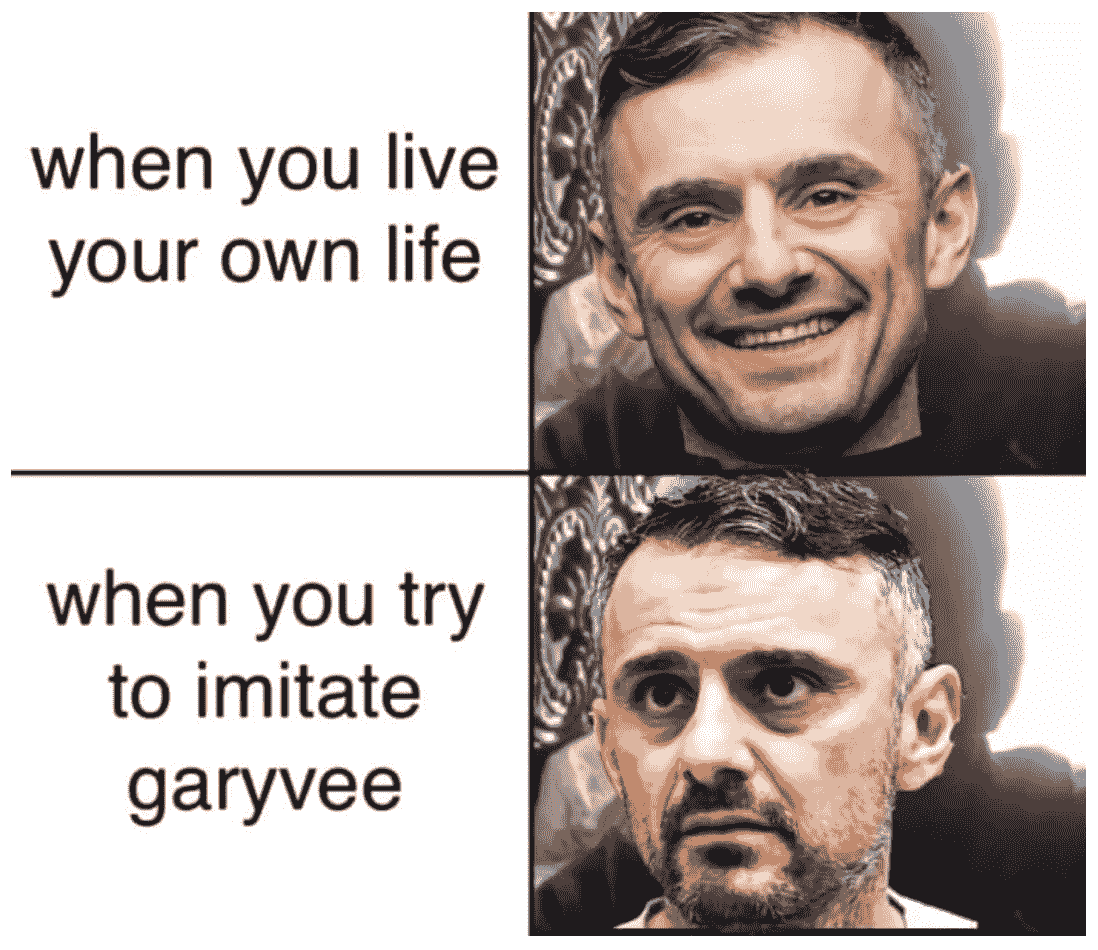 when you live
your own life
when you try
to imitate
garyvee